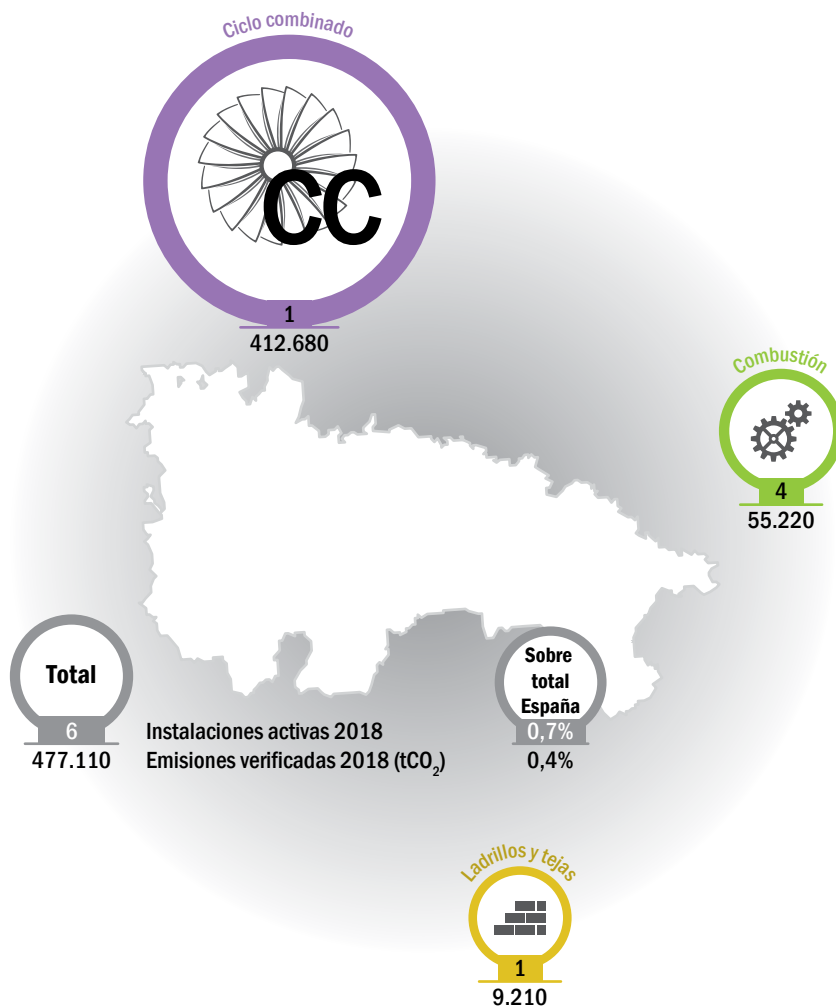 Ciclo combinado
CC
1
412.680
Combustión
4
55.220
Total
6
477.110
Instalaciones activas 2018
Emisiones verificadas 2018 (tCO₂)
Sobre
total
España
0,7%
0,4%
Ladrillos y tejas
1
9.210